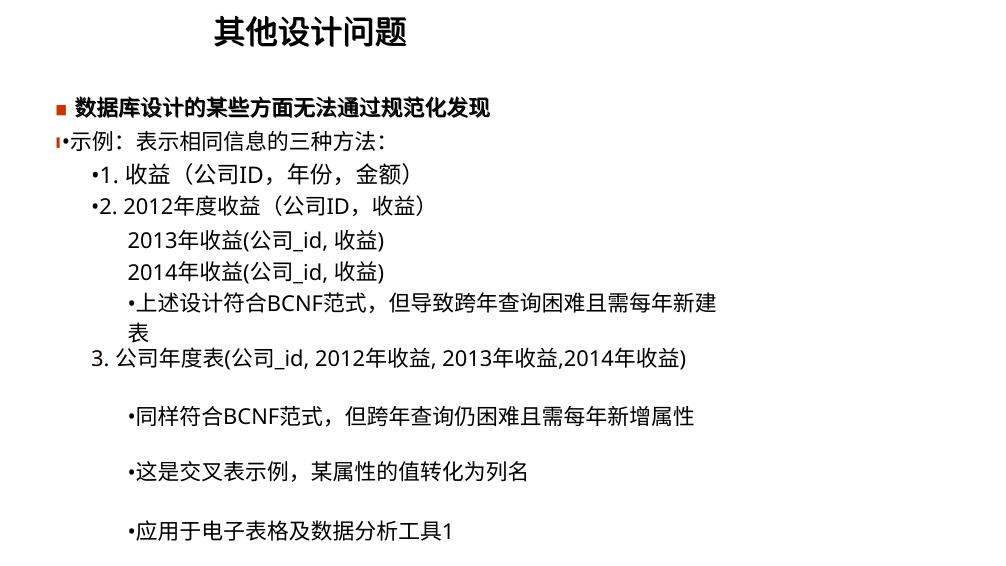 其他设计问题
■ 数据库设计的某些方面无法通过规范化发现
•示例：表示相同信息的三种方法：
•1. 收益（公司ID，年份，金额）
•2. 2012年度收益（公司ID，收益）
2013年收益(公司_id, 收益)
2014年收益(公司_id, 收益)
•上述设计符合BCNF范式，但导致跨年查询困难且需每年新建
表
3. 公司年度表(公司_id, 2012年收益, 2013年收益,2014年收益)
•同样符合BCNF范式，但跨年查询仍困难且需每年新增属性
•这是交叉表示例，某属性的值转化为列名
•应用于电子表格及数据分析工具1